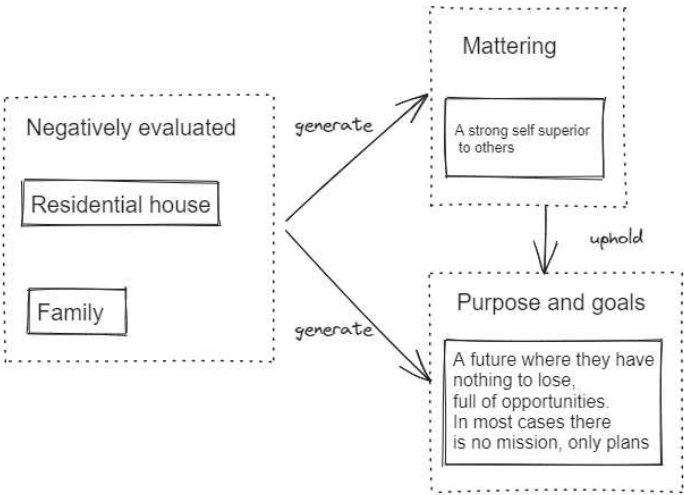 Negatively evaluated
Residential house
Family
generate
generate
Mattering
A strong self superior
to others
uphold
Purpose and goals
A future where they have
nothing to lose,
full of opportunities.
In most cases there
is no mission, only plans